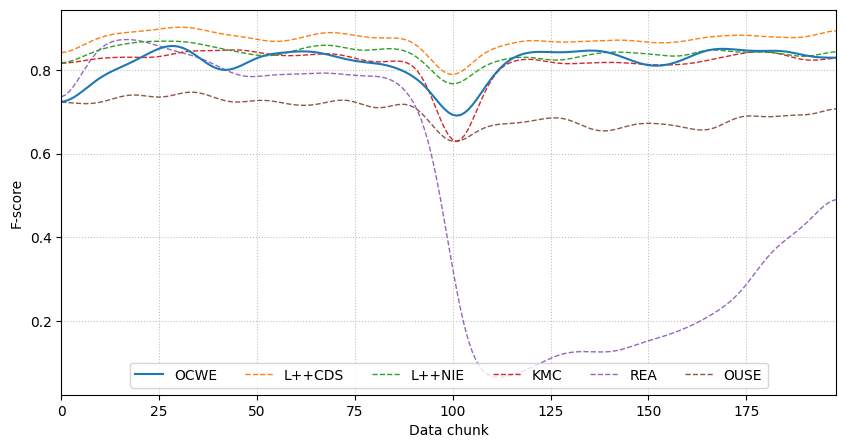 F-score
0.8
0.6
0.4
0.2
OCWE L++CDS L++NIE KMC REA OUSE
0 25 50 75 100 125 150 175
Data chunk